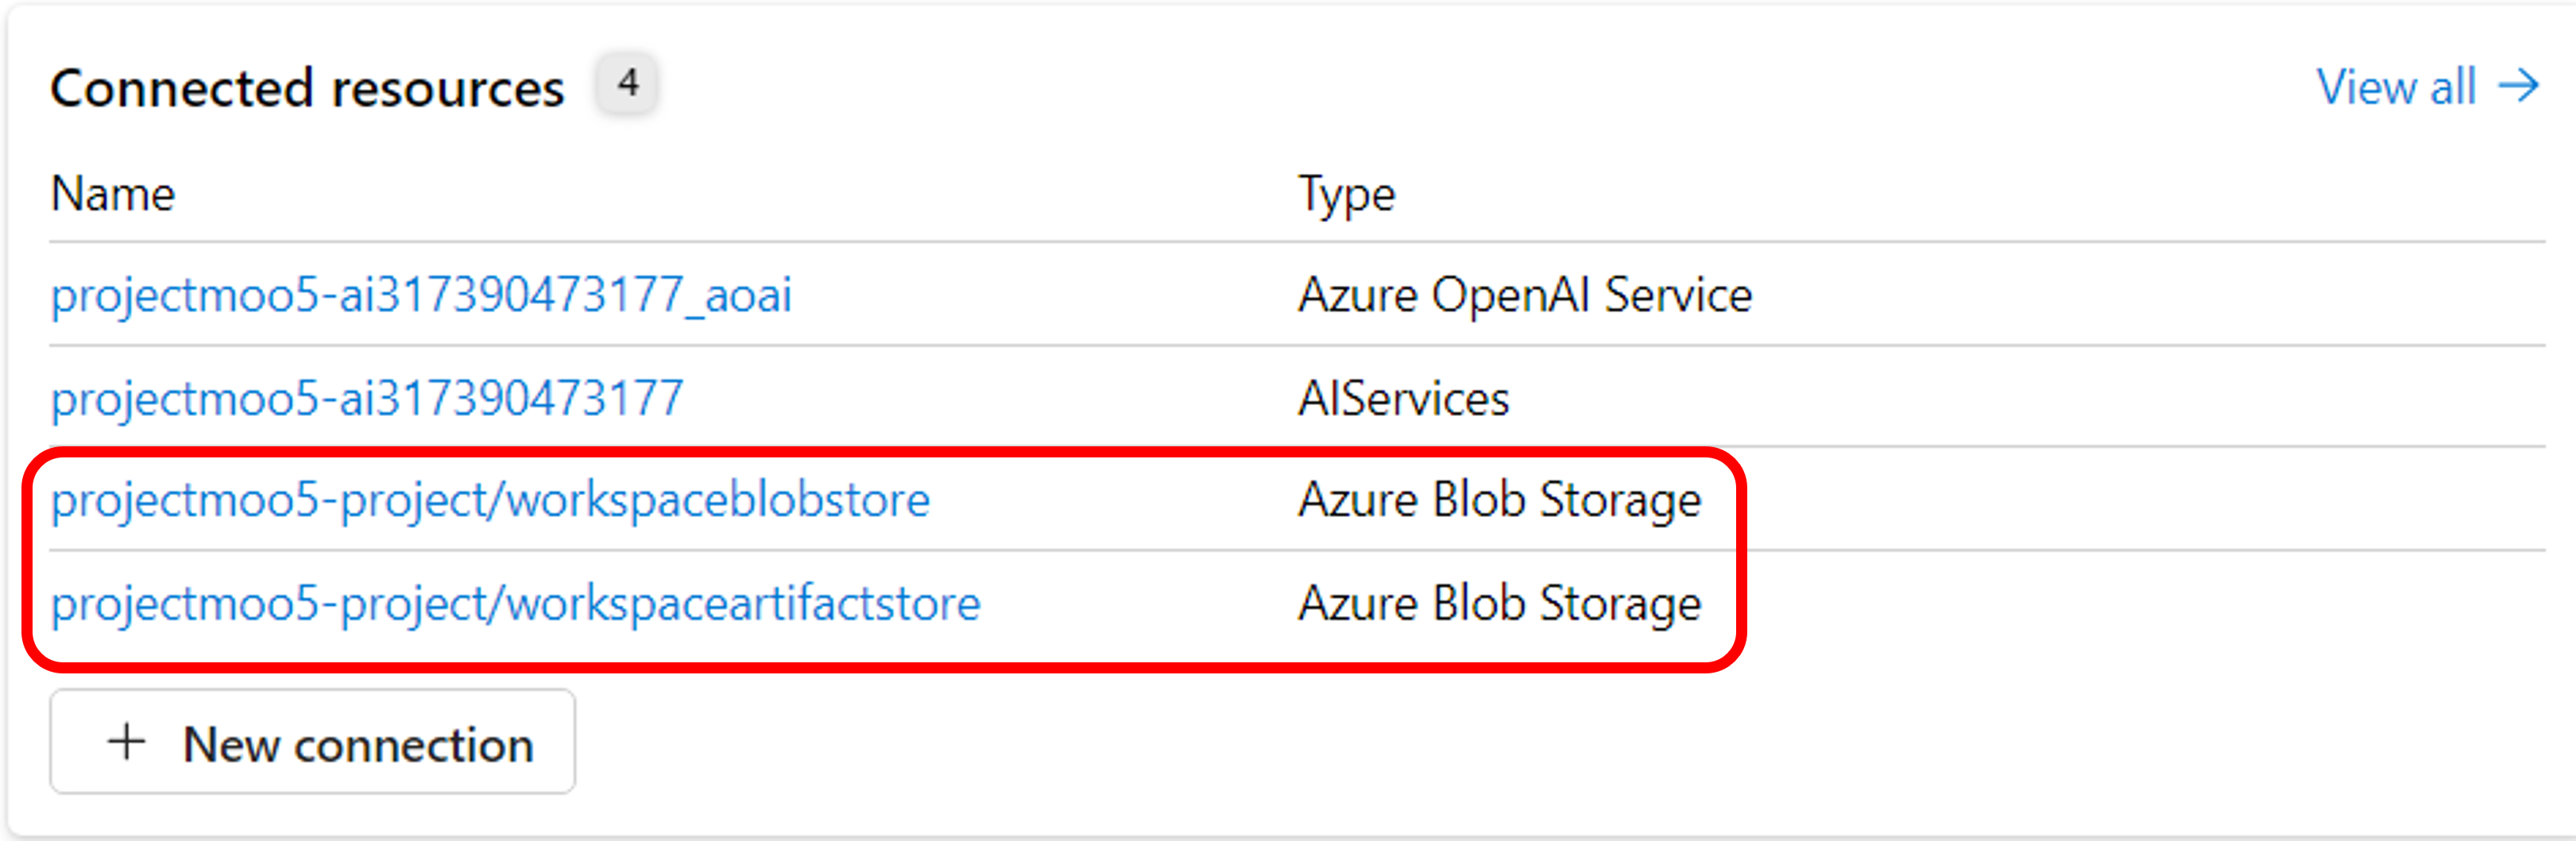 Connected resources 4 View all →
Name Type
projectmoo5-ai317390473177_aoai Azure OpenAI Service
projectmoo5-ai317390473177 AIServices
projectmoo5-project/workspaceblobstore Azure Blob Storage
projectmoo5-project/workspaceartifactstore Azure Blob Storage
+ New connection